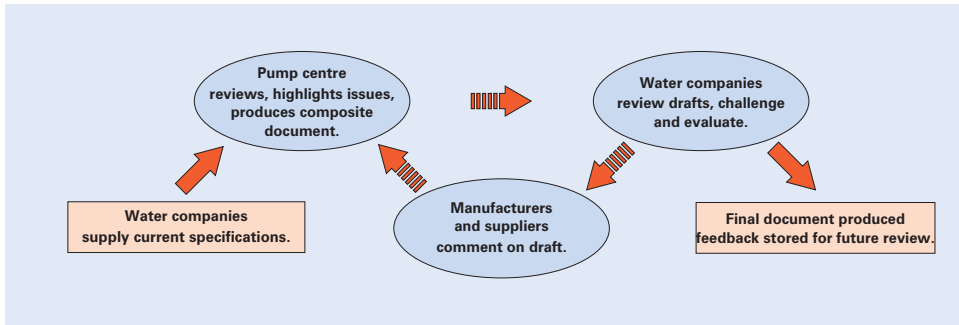 Pump centre
reviews, highlights issues,
produces composite
document.
Water companies
review drafts, challenge
and evaluate.
Manufacturers
and suppliers
comment on draft.
Water companies
supply current specifications.
Final document produced
feedback stored for future review.